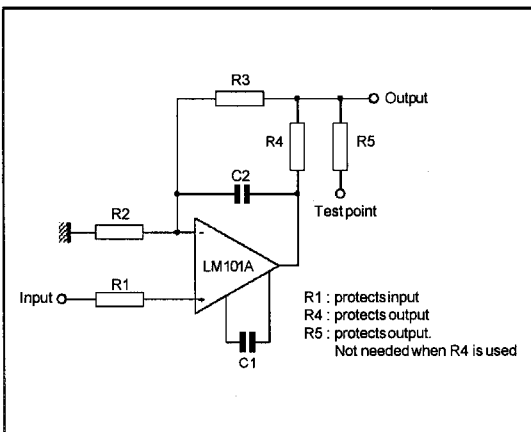 R3
Output
R4
R5
C2
Test point
R2
-
LM101A
Input
R1
+
C1
R1 : protects input
R4 : protects output
R5 : protects output.
Not needed when R4 is used